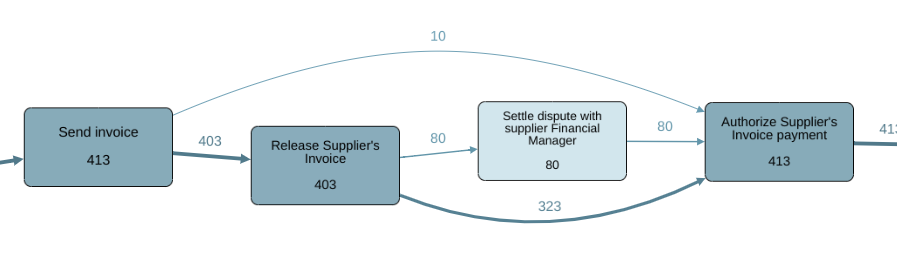 10
Send invoice
413
403
Release Supplier's
Invoice
403
80
Settle dispute with
supplier Financial
Manager
80
80
323
Authorize Supplier's
Invoice payment
413
413